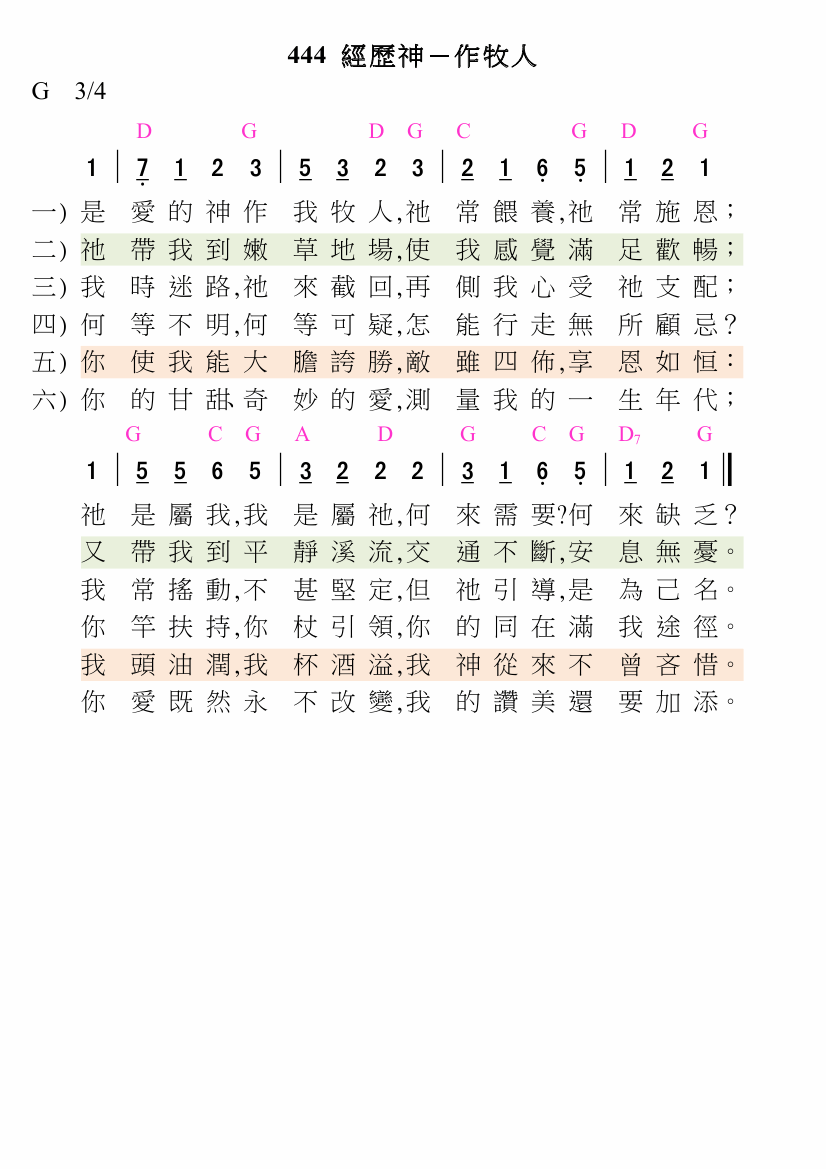 444 經歷神－作牧人
G 3/4
D G D G C G D G
1 | 7 1 2 3 | 5 3 2 3 | 2 1 6 5 | 1 2 1
一) 是 愛的神作 我牧人,祂 常餵養,祂 常施恩；
二) 祂 帶我到嫩 草地場,使 我感覺滿 足歡暢；
三) 我 時迷路,祂 來截回,再 側我心受 祂支配；
四) 何 等不明,何 等可疑,怎 能行走無 所顧忌？
五) 你 使我能大 膽誇勝,敵 雖四佈,享 恩如恒：
六) 你 的甘甜、奇 妙的愛,測 量我的一 生年代；
G C G A D G C G D7 G
1 | 5 5 6 5 | 3 2 2 2 | 3 1 6 5 | 1 2 1 ‖
祂 是屬我,我 是屬祂,何 來需要?何 來缺乏？
又 帶我到平 靜溪流,交 通不斷,安 息無憂。
我 常搖動,不 甚堅定,但 祂引導,是 為己名。
你 竿扶持,你 杖引領,你 的同在滿 我途徑。
我 頭油潤,我 杯酒溢,我 神從來不 曾吝惜。
你 愛既然永 不改變,我 的讚美還 要加添。